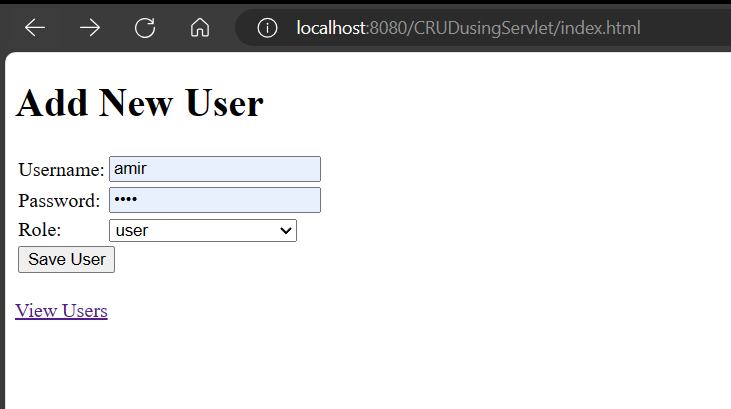 localhost:8080/CRUDusingServlet/index.html
Add New User
Username: amir
Password: ••••
Role: user
Save User
View Users